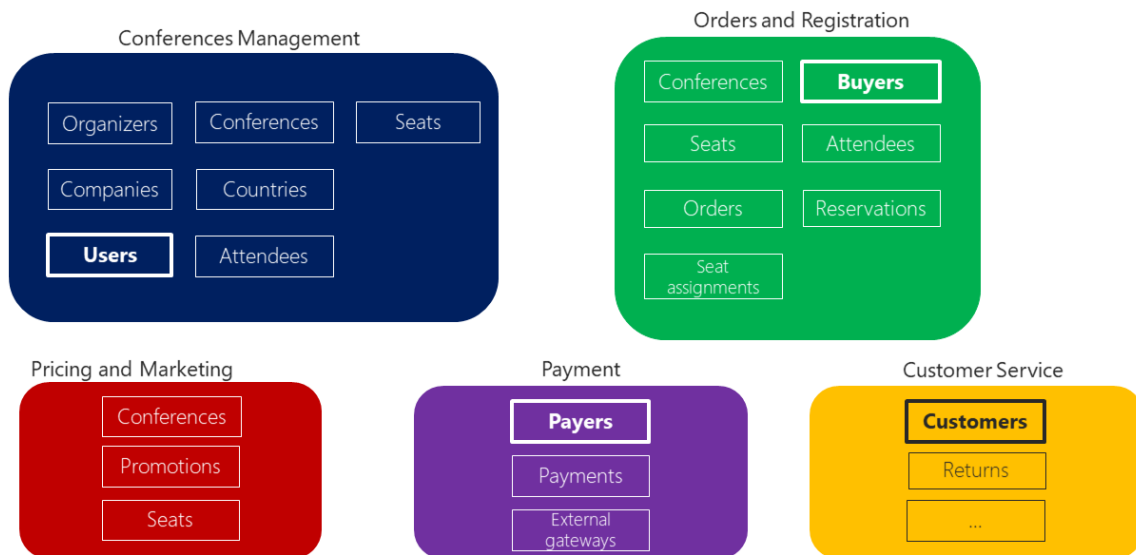 Conferences Management
Organizers
Conferences
Seats
Companies
Countries
Users
Attendees
Orders and Registration
Conferences
Buyers
Seats
Attendees
Orders
Reservations
Seat
assignments
Pricing and Marketing
Conferences
Promotions
Seats
Payment
Payers
Payments
External
gateways
Customer Service
Customers
Returns
...